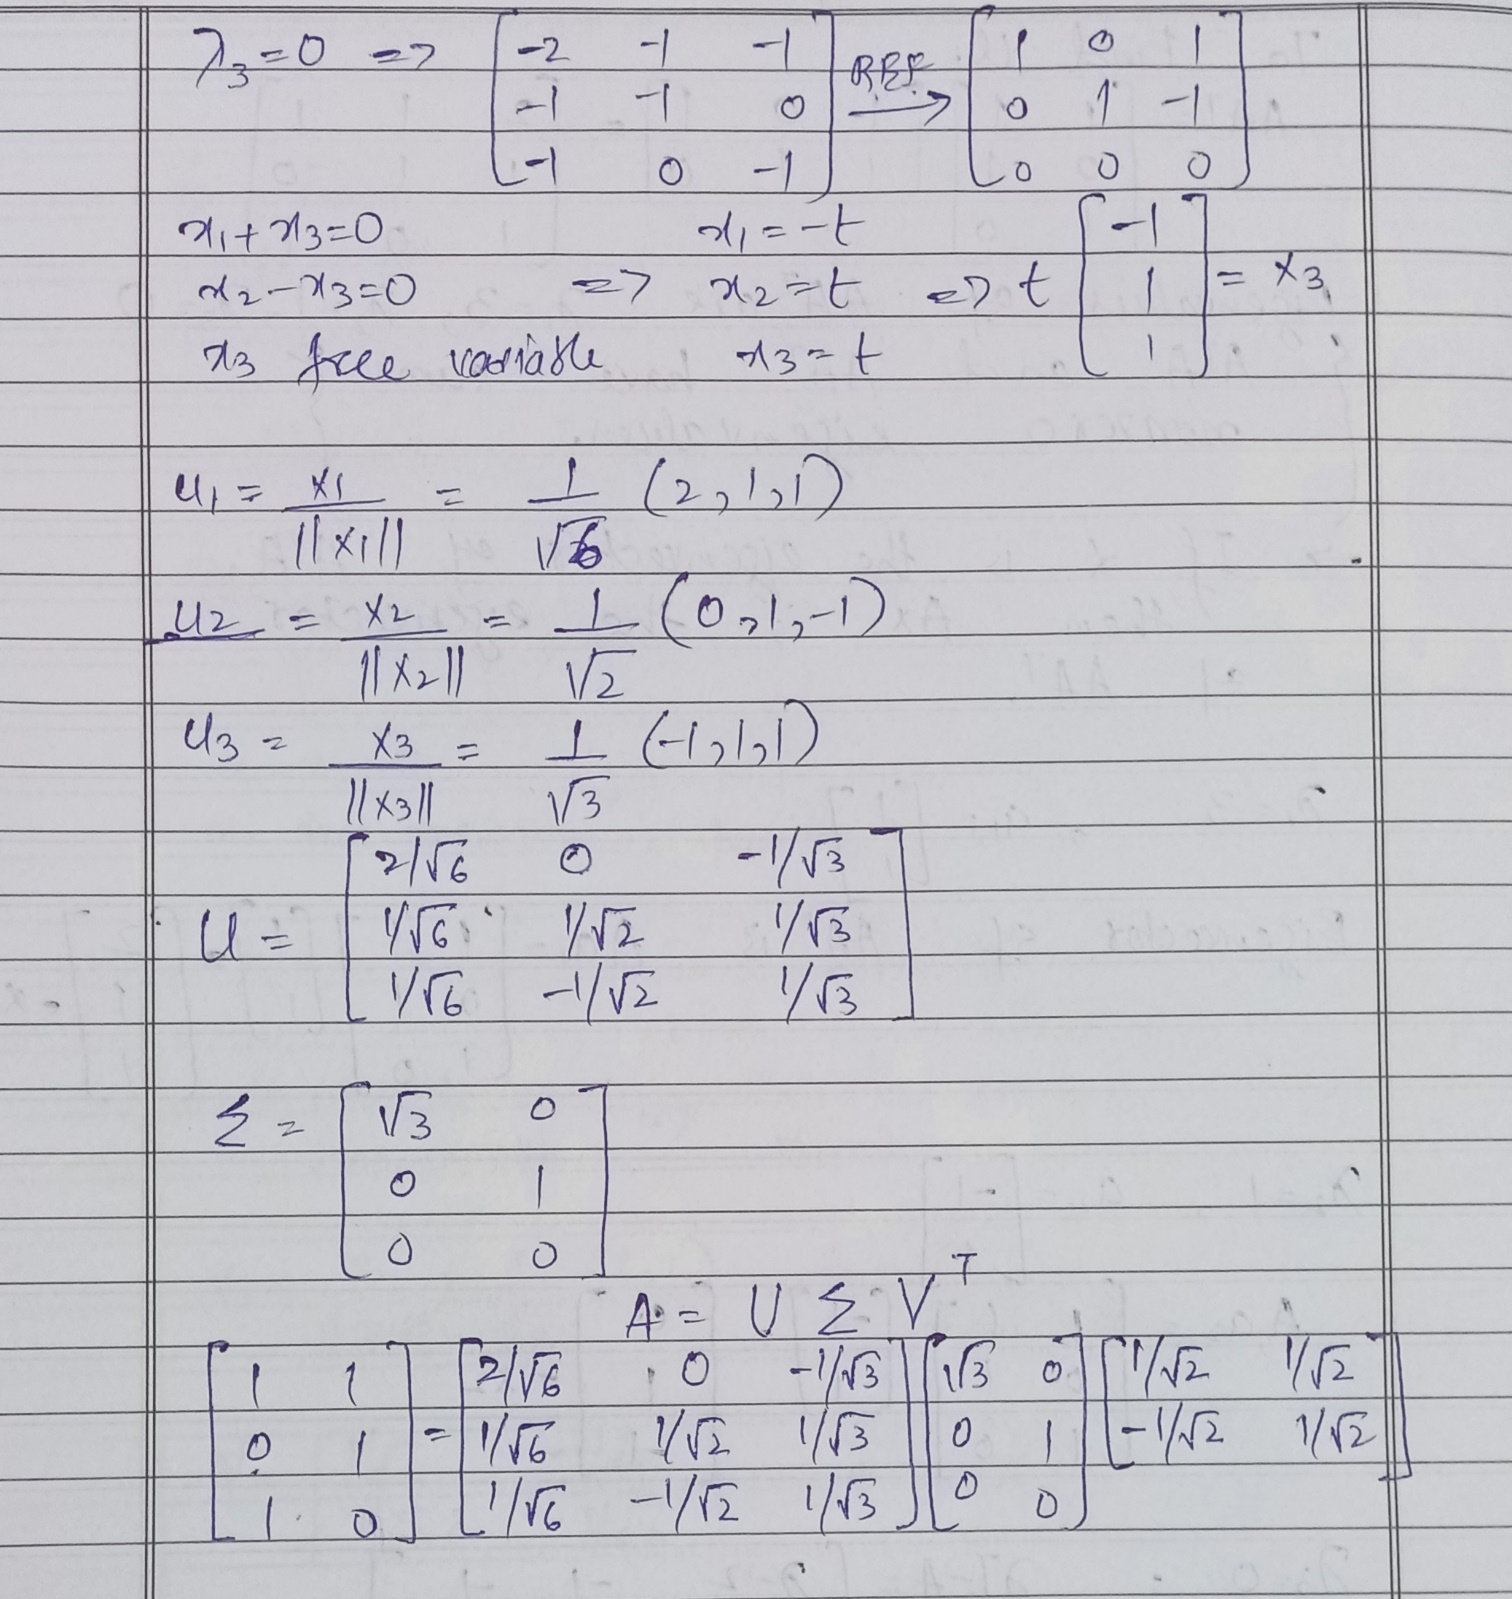 λ₃=0 => [-2 -1 -1; -1 -1 0; -1 0 -1] REF → [1 0 1; 0 1 -1; 0 0 0]
x₁+x₃=0 x₁=-t
x₂-x₃=0 => x₂=t => t [-1; 1; 1] = x₃
x₃ free variable x₃=t
u₁ = x₁/||x₁|| = 1/√6 (2,1,1)
u₂ = x₂/||x₂|| = 1/√2 (0,1,-1)
u₃ = x₃/||x₃|| = 1/√3 (-1,1,1)
U = [2/√6 0 -1/√3; 1/√6 1/√2 1/√3; 1/√6 -1/√2 1/√3]
Σ = [√3 0; 0 1; 0 0]
A = U Σ Vᵀ
[1 1; 0 1; 1 0] = [2/√6 0 -1/√3; 1/√6 1/√2 1/√3; 1/√6 -1/√2 1/√3] [√3 0; 0 1; 0 0] [1/√2 1/√2; -1/√2 1/√2]